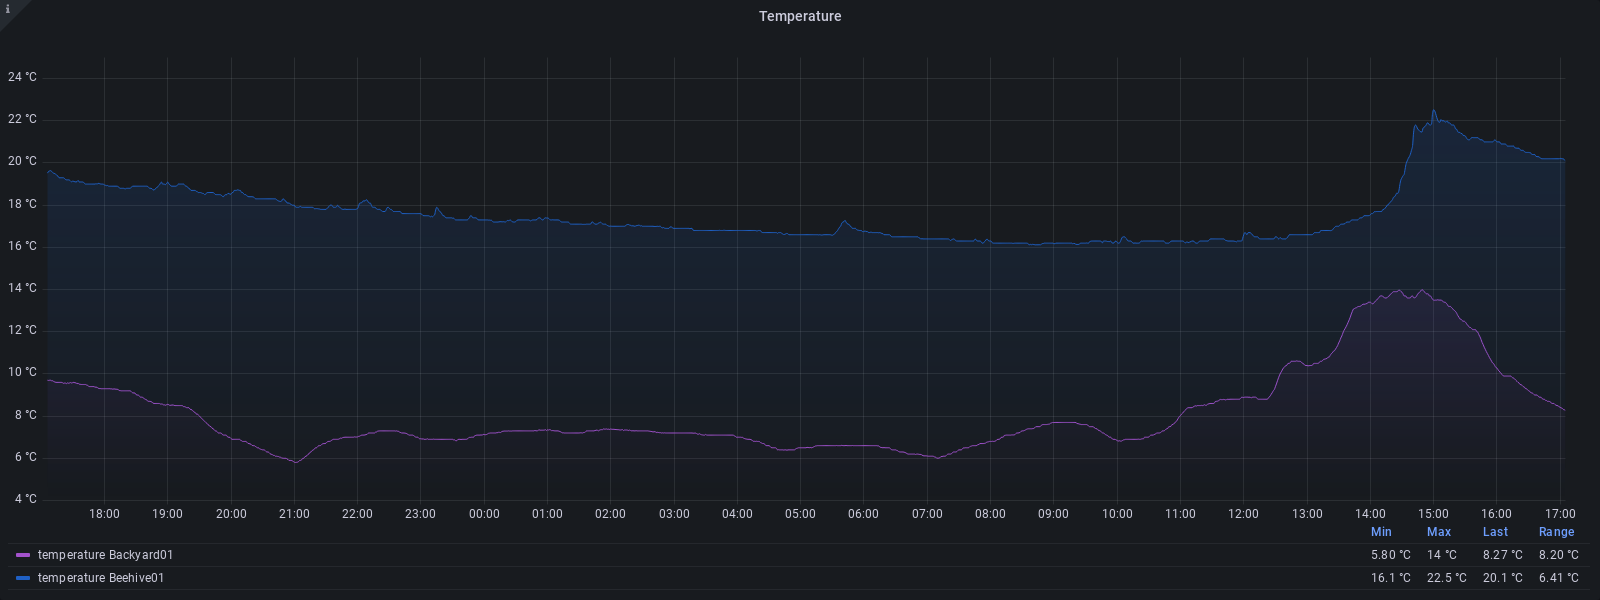 i
Temperature
24 °C
22 °C
20 °C
18 °C
16 °C
14 °C
12 °C
10 °C
8 °C
6 °C
4 °C
18:00 19:00 20:00 21:00 22:00 23:00 00:00 01:00 02:00 03:00 04:00 05:00 06:00 07:00 08:00 09:00 10:00 11:00 12:00 13:00 14:00 15:00 16:00 17:00
Min Max Last Range
temperature Backyard01 5.80 °C 14 °C 8.27 °C 8.20 °C
temperature Beehive01 16.1 °C 22.5 °C 20.1 °C 6.41 °C